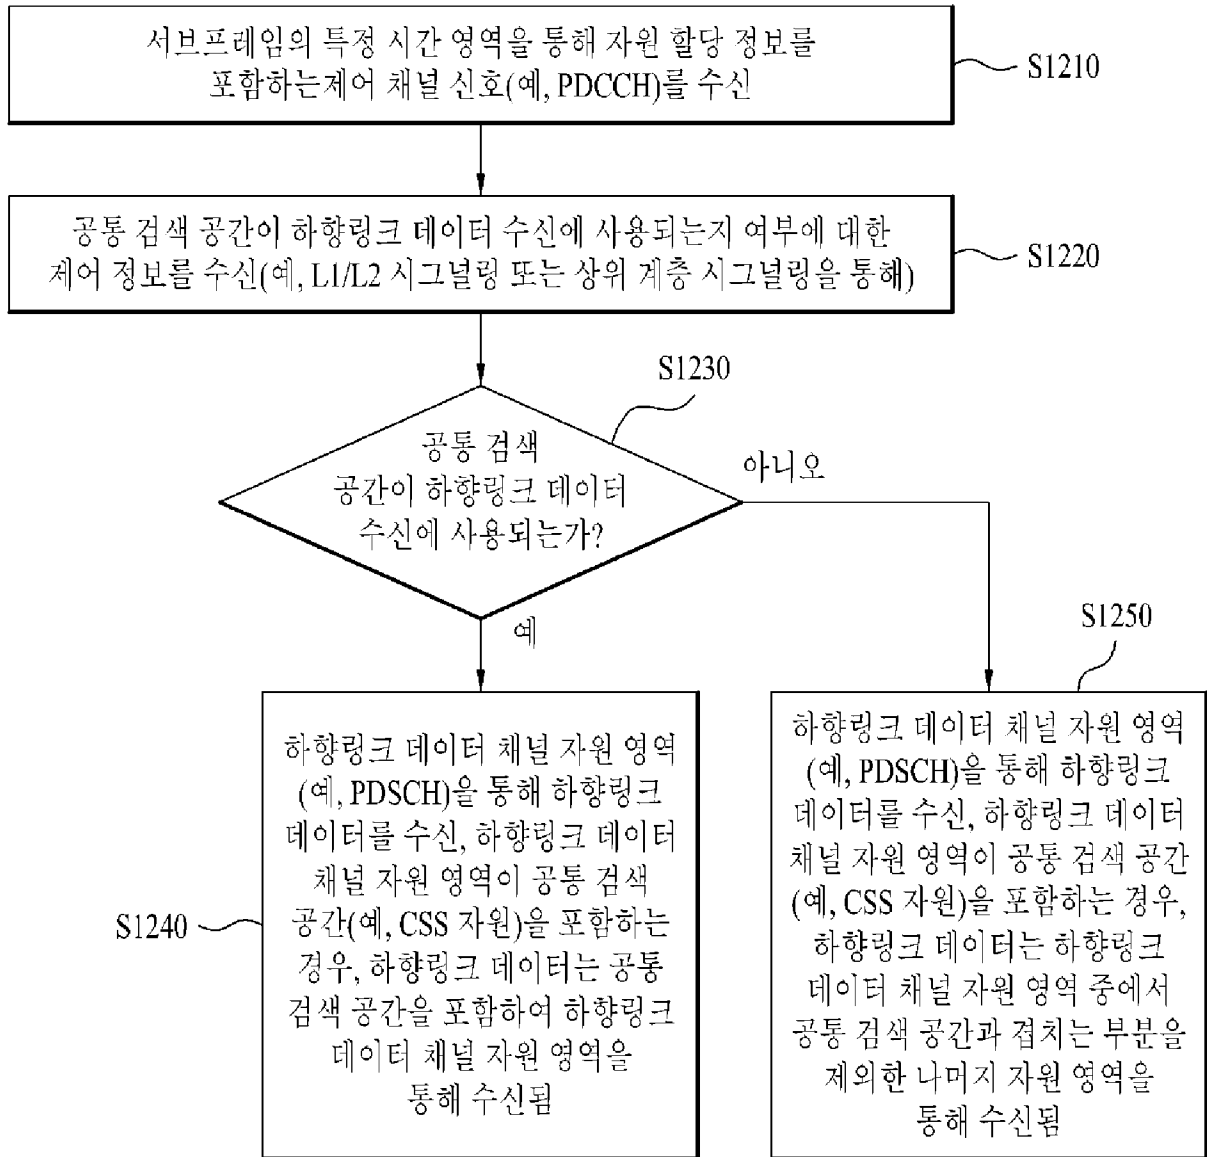 서브프레임의 특정 시간 영역을 통해 자원 할당 정보를
포함하는제어 채널 신호(예, PDCCH)를 수신
S1210
공통 검색 공간이 하향링크 데이터 수신에 사용되는지 여부에 대한
제어 정보를 수신(예, L1/L2 시그널링 또는 상위 계층 시그널링을 통해)
S1220
S1230
공통 검색
공간이 하향링크 데이터
수신에 사용되는가?
아니오
예
S1240
하향링크 데이터 채널 자원 영역
(예, PDSCH)을 통해 하향링크
데이터를 수신, 하향링크 데이터
채널 자원 영역이 공통 검색
공간(예, CSS 자원)을 포함하는
경우, 하향링크 데이터는 공통
검색 공간을 포함하여 하향링크
데이터 채널 자원 영역을
통해 수신됨
S1250
하향링크 데이터 채널 자원 영역
(예, PDSCH)을 통해 하향링크
데이터를 수신, 하향링크 데이터
채널 자원 영역이 공통 검색 공간
(예, CSS 자원)을 포함하는 경우,
하향링크 데이터는 하향링크
데이터 채널 자원 영역 중에서
공통 검색 공간과 겹치는 부분을
제외한 나머지 자원 영역을
통해 수신됨